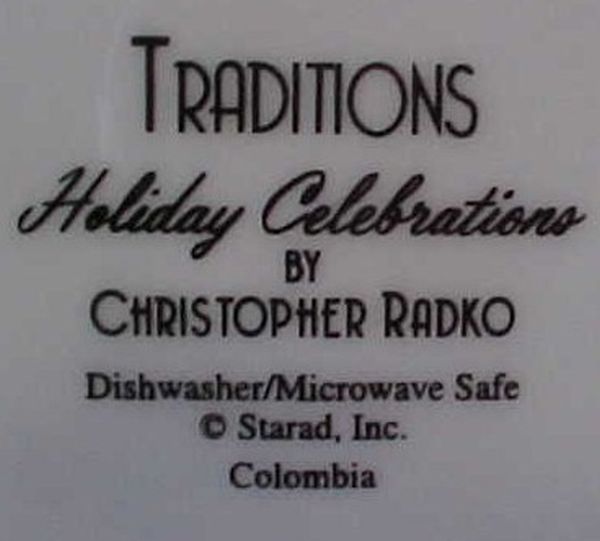 TRADITIONS
Holiday Celebrations
BY
CHRISTOPHER RADKO
Dishwasher/Microwave Safe
© Starad, Inc.
Colombia